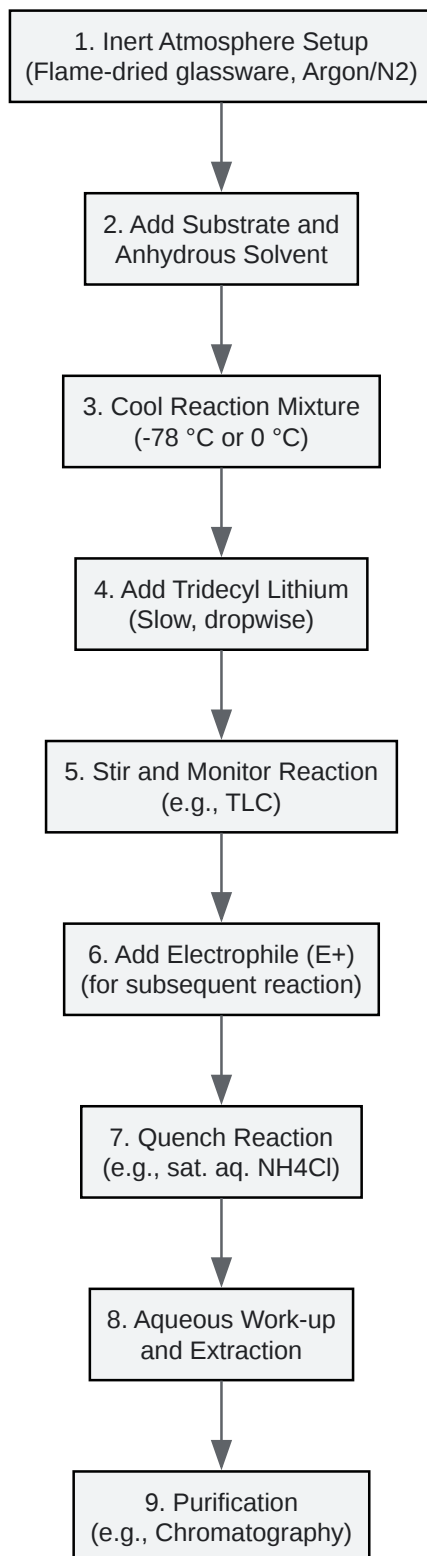 1. Inert Atmosphere Setup
(Flame-dried glassware, Argon/N2)
2. Add Substrate and
Anhydrous Solvent
3. Cool Reaction Mixture
(-78 °C or 0 °C)
4. Add Tridecyl Lithium
(Slow, dropwise)
5. Stir and Monitor Reaction
(e.g., TLC)
6. Add Electrophile (E+)
(for subsequent reaction)
7. Quench Reaction
(e.g., sat. aq. NH4Cl)
8. Aqueous Work-up
and Extraction
9. Purification
(e.g., Chromatography)